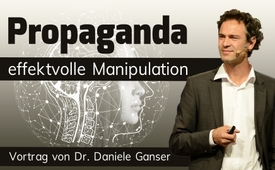 Propaganda
effektvolle Manipulation
Vortrag von Dr. Daniele Ganser